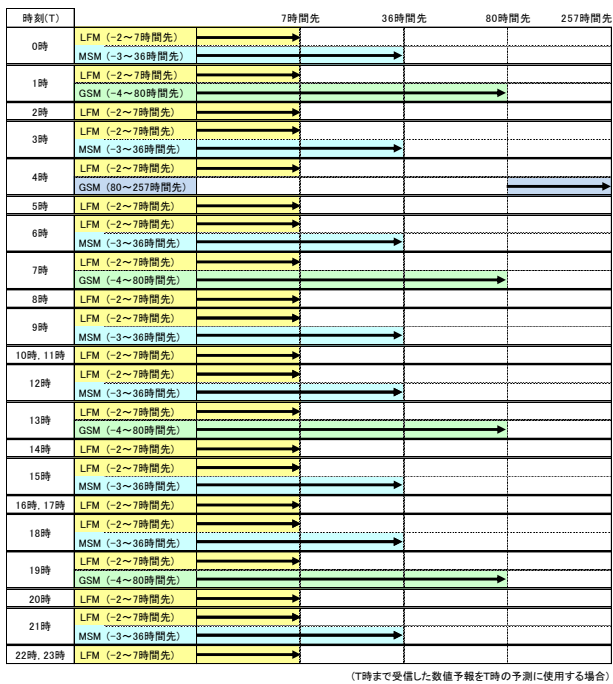 時刻(T) 7時間先 36時間先 80時間先 257時間先
0時
LFM (-2～7時間先)
MSM (-3～36時間先)
1時
LFM (-2～7時間先)
GSM (-4～80時間先)
2時 LFM (-2～7時間先)
3時
LFM (-2～7時間先)
MSM (-3～36時間先)
4時
LFM (-2～7時間先)
GSM (80～257時間先)
5時 LFM (-2～7時間先)
6時
LFM (-2～7時間先)
MSM (-3～36時間先)
7時
LFM (-2～7時間先)
GSM (-4～80時間先)
8時 LFM (-2～7時間先)
9時
LFM (-2～7時間先)
MSM (-3～36時間先)
10時, 11時 LFM (-2～7時間先)
12時
LFM (-2～7時間先)
MSM (-3～36時間先)
13時
LFM (-2～7時間先)
GSM (-4～80時間先)
14時 LFM (-2～7時間先)
15時
LFM (-2～7時間先)
MSM (-3～36時間先)
16時, 17時 LFM (-2～7時間先)
18時
LFM (-2～7時間先)
MSM (-3～36時間先)
19時
LFM (-2～7時間先)
GSM (-4～80時間先)
20時 LFM (-2～7時間先)
21時
LFM (-2～7時間先)
MSM (-3～36時間先)
22時, 23時 LFM (-2～7時間先)
(T時まで受信した数値予報をT時の予測に使用する場合)